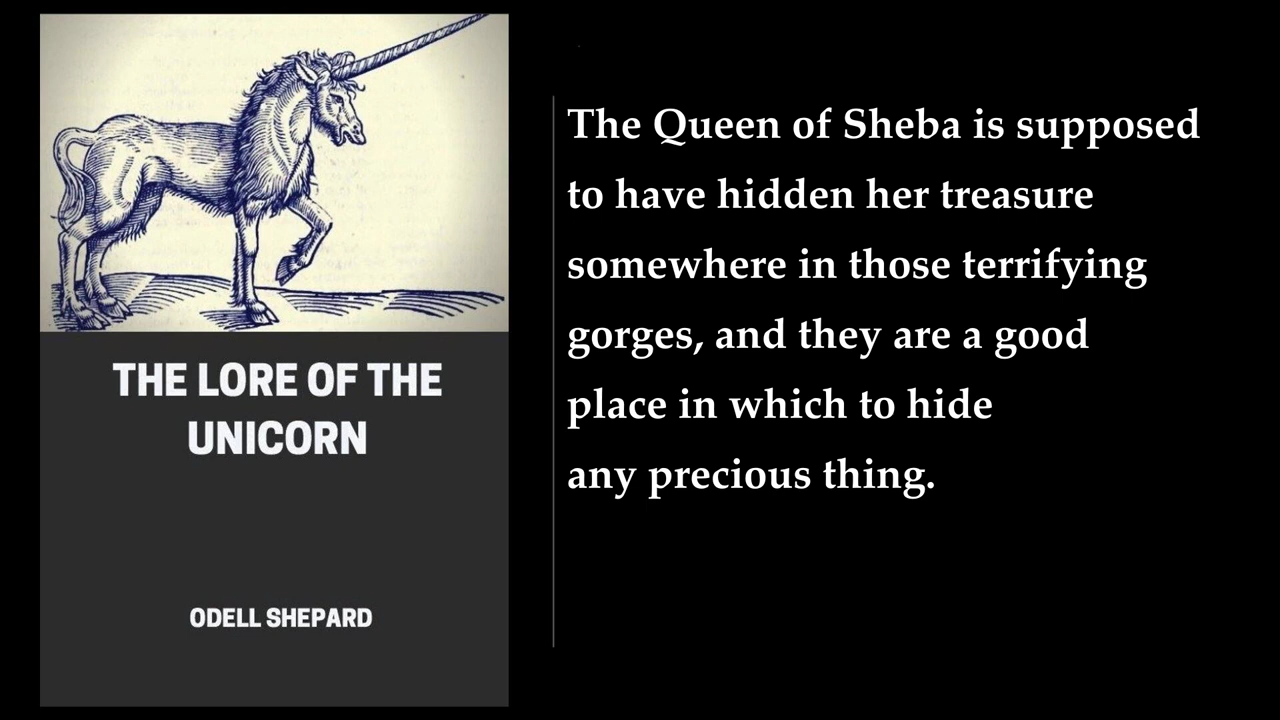 THE LORE OF THE
UNICORN
ODELL SHEPARD
The Queen of Sheba is supposed
to have hidden her treasure
somewhere in those terrifying
gorges, and they are a good
place in which to hide
any precious thing.